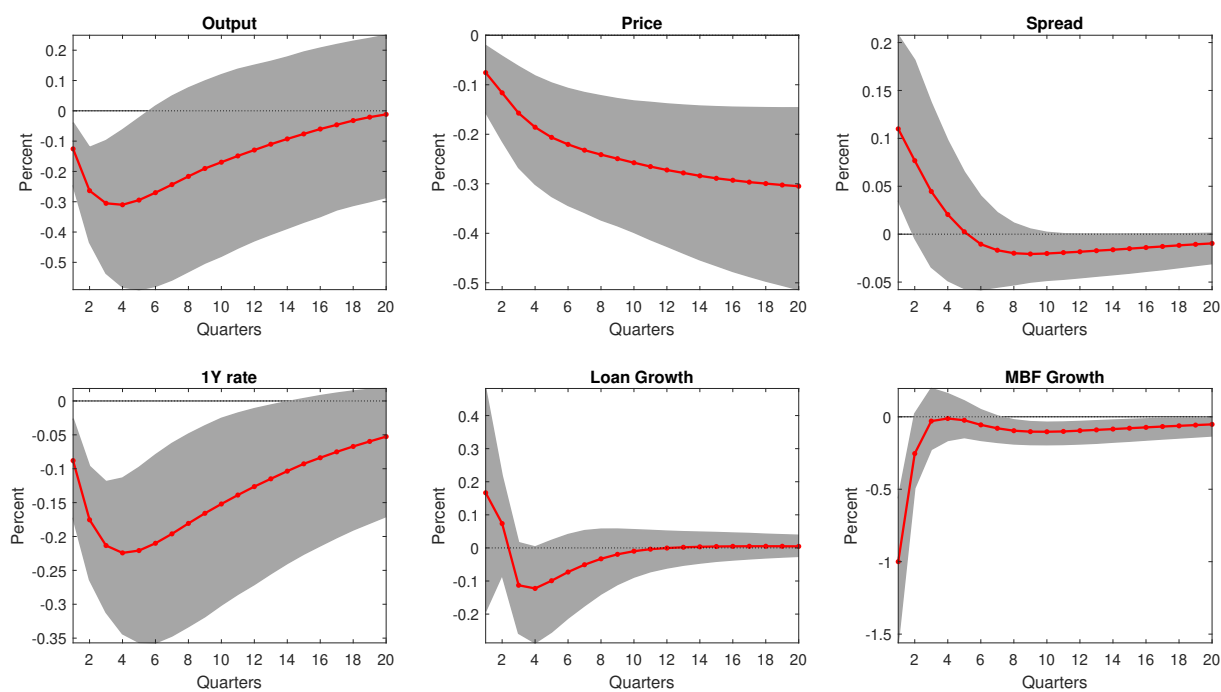 Output
Percent
0.2
0.1
0
-0.1
-0.2
-0.3
-0.4
-0.5
2 4 6 8 10 12 14 16 18 20
Quarters
Price
Percent
0
-0.1
-0.2
-0.3
-0.4
-0.5
2 4 6 8 10 12 14 16 18 20
Quarters
Spread
Percent
0.2
0.15
0.1
0.05
0
-0.05
2 4 6 8 10 12 14 16 18 20
Quarters
1Y rate
Percent
0
-0.05
-0.1
-0.15
-0.2
-0.25
-0.3
-0.35
2 4 6 8 10 12 14 16 18 20
Quarters
Loan Growth
Percent
0.4
0.3
0.2
0.1
0
-0.1
-0.2
2 4 6 8 10 12 14 16 18 20
Quarters
MBF Growth
Percent
0
-0.5
-1
-1.5
2 4 6 8 10 12 14 16 18 20
Quarters